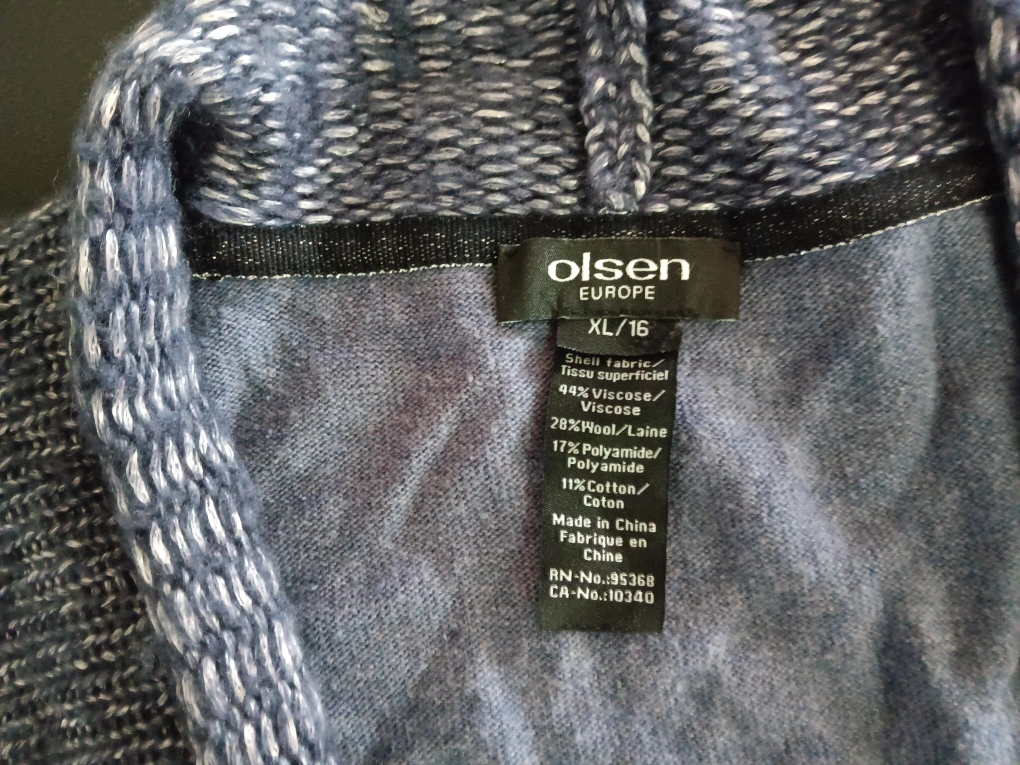 olsen
EUROPE
XL/16
Shell fabric/
Tissu superficiel
44%Viscose/
Viscose
28%Wool/Laine
17%Polyamide/
Polyamide
11%Cotton/
Coton
Made in China
Fabrique en
Chine
RN-No.:95368
CA-No.:10340